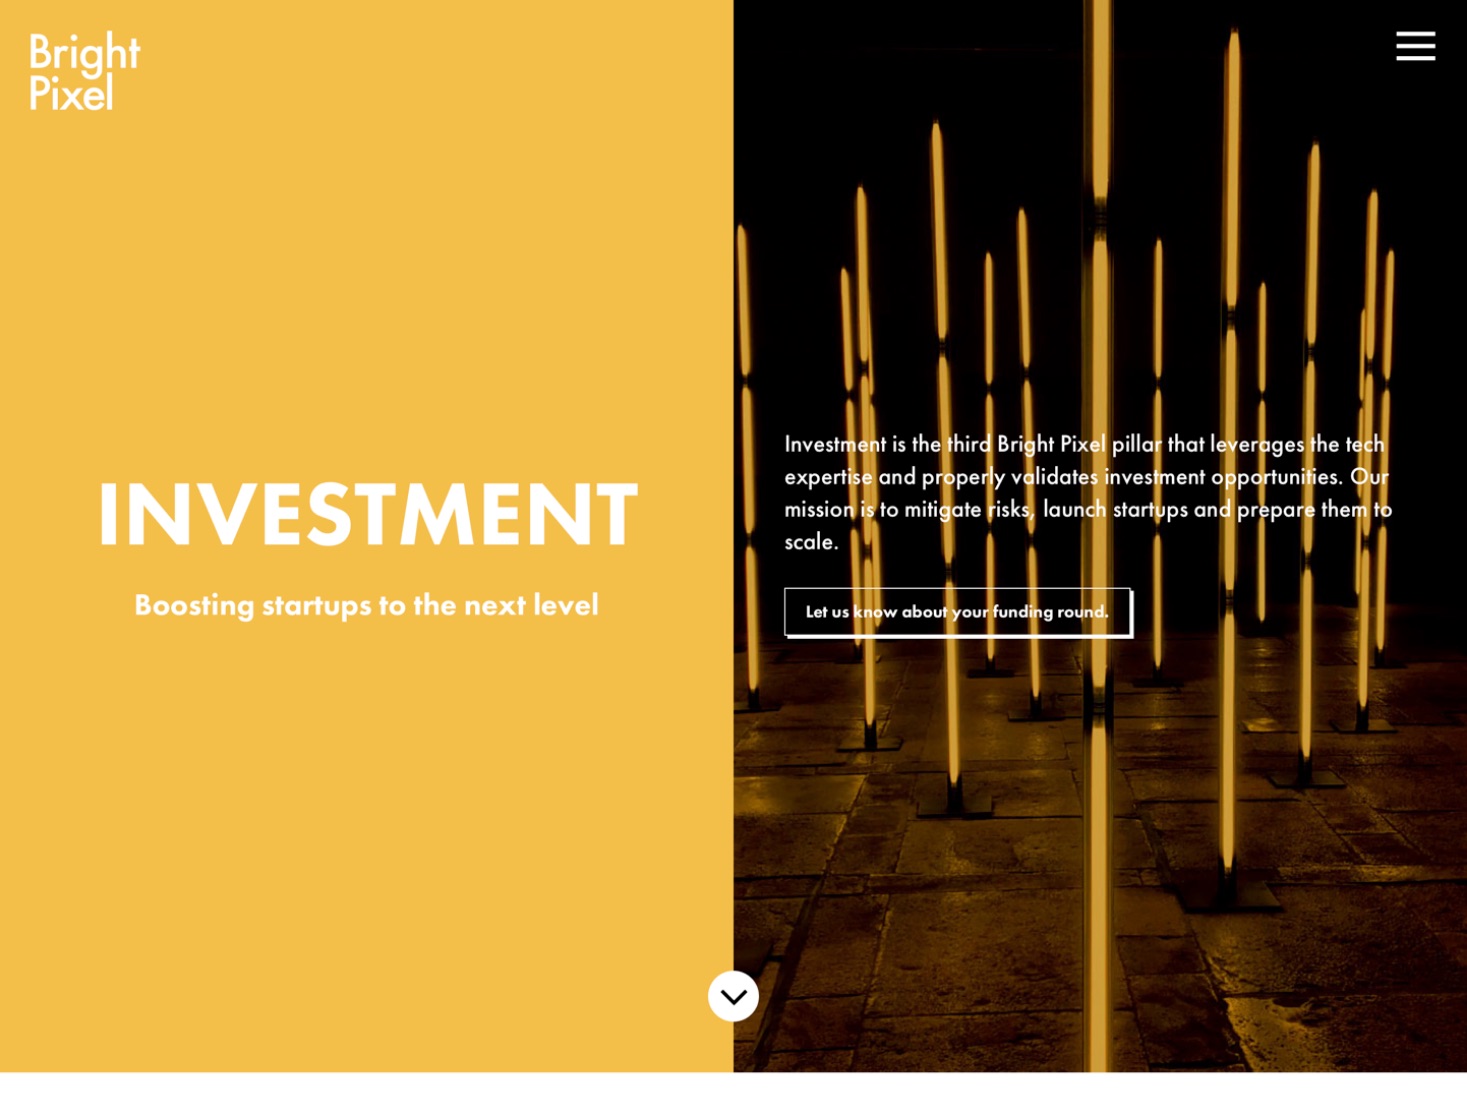 Bright
Pixel
INVESTMENT
Boosting startups to the next level
Investment is the third Bright Pixel pillar that leverages the tech
expertise and properly validates investment opportunities. Our
mission is to mitigate risks, launch startups and prepare them to
scale.
Let us know about your funding round.